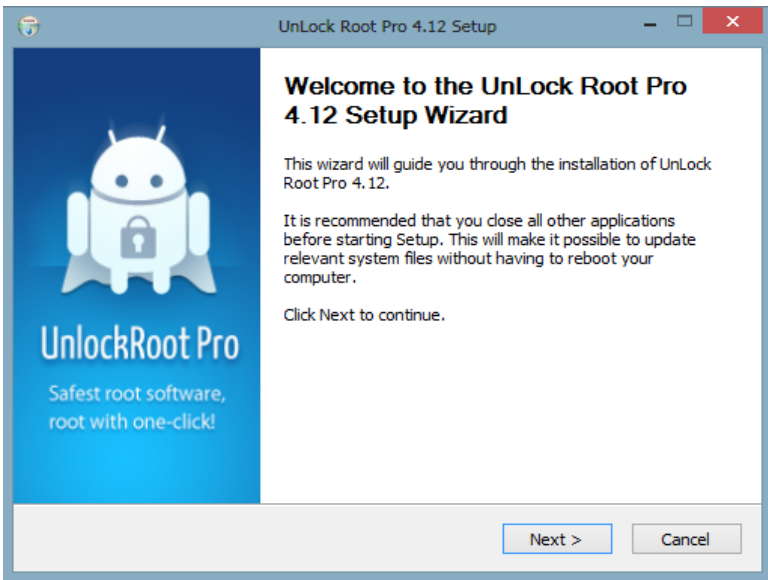 UnLock Root Pro 4.12 Setup
Welcome to the UnLock Root Pro
4.12 Setup Wizard
This wizard will guide you through the installation of UnLock
Root Pro 4.12.
It is recommended that you close all other applications
before starting Setup. This will make it possible to update
relevant system files without having to reboot your
computer.
Click Next to continue.
UnlockRoot Pro
Safest root software,
root with one-click!
Next >
Cancel